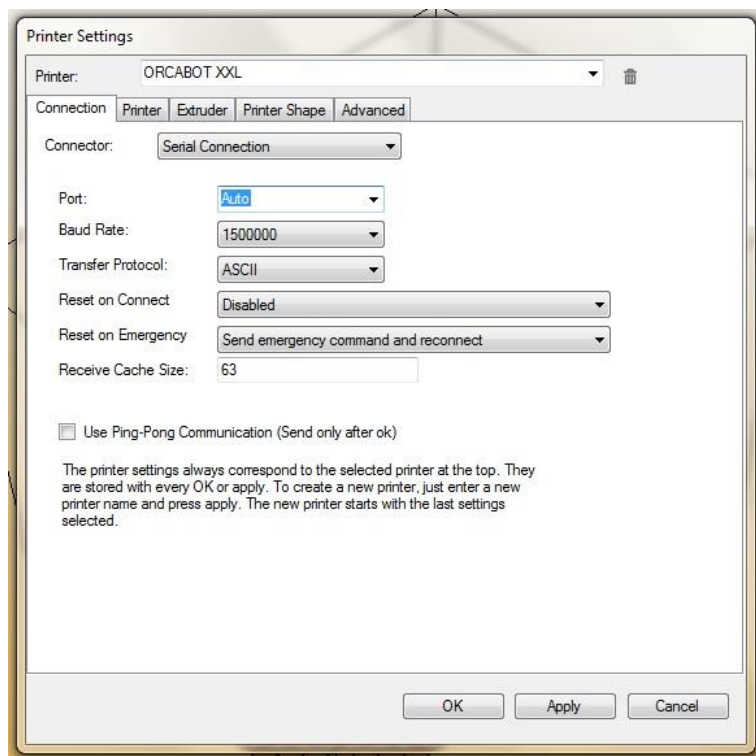 Printer Settings
Printer: ORCABOT XXL
Connection Printer Extruder Printer Shape Advanced
Connector: Serial Connection
Port: Auto
Baud Rate: 1500000
Transfer Protocol: ASCII
Reset on Connect Disabled
Reset on Emergency Send emergency command and reconnect
Receive Cache Size: 63
Use Ping-Pong Communication (Send only after ok)
The printer settings always correspond to the selected printer at the top. They
are stored with every OK or apply. To create a new printer, just enter a new
printer name and press apply. The new printer starts with the last settings
selected.
OK Apply Cancel